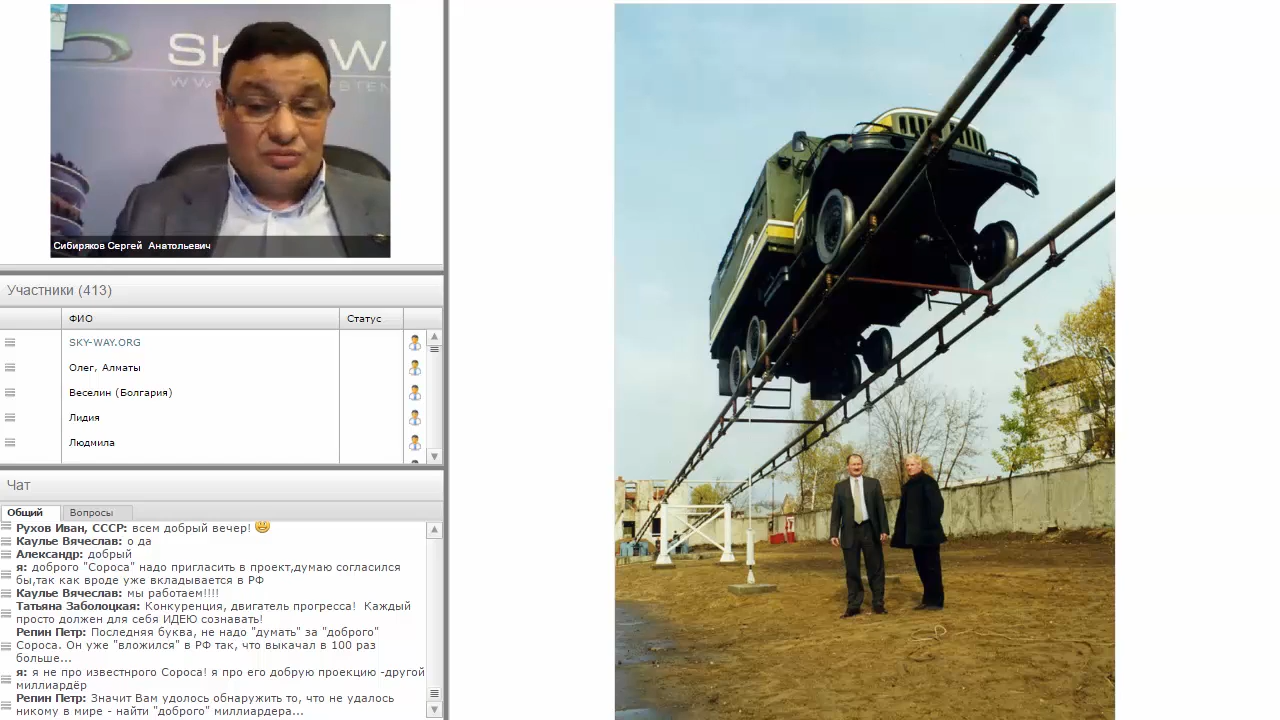 SKY WA
Сибиряков Сергей Анатольевич
Участники (413)
ФИО
Статус
SKY-WAY.ORG
Олег, Алматы
Веселин (Болгария)
Лидия
Людмила
Чат
Общий
Вопросы
Рухов Иван, СССР: всем добрый вечер!
Каулье Вячеслав: о да
Александр: добрый
я: доброго "Сороса" надо пригласить в проект,думаю согласился
бы,так как вроде уже вкладывается в РФ
Каулье Вячеслав: мы работаем!!!!
Татьяна Заболоцкая: Конкуренция, двигатель прогресса! Каждый
просто должен для себя ИДЕЮ сознавать!
Репин Петр: Последняя буква, не надо "думать" за "доброго"
Сороса. Он уже "вложился" в РФ так, что выкачал в 100 раз
больше...
я: я не про известнрого Сороса! я про его добрую проекцию -другой
миллиардёр
Репин Петр: Значит Вам удолось обнаружить то, что не удалось
никому в мире - найти "доброго" миллиардера...